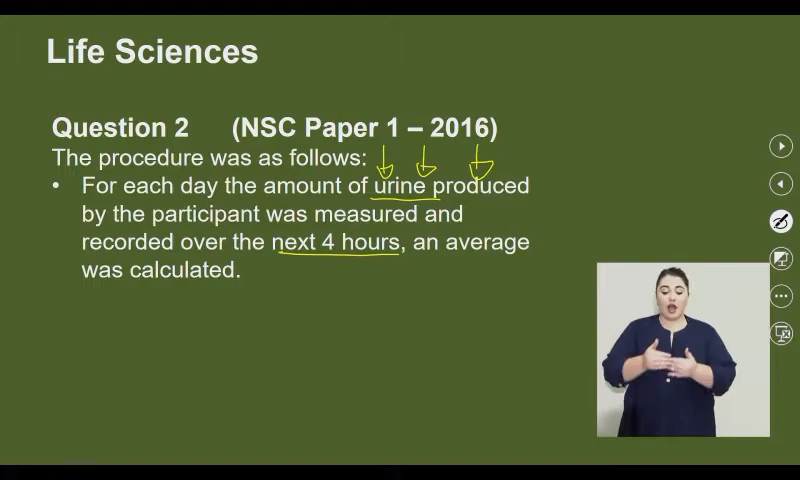 Life Sciences
Question 2 (NSC Paper 1 – 2016)
The procedure was as follows:
• For each day the amount of urine produced
by the participant was measured and
recorded over the next 4 hours, an average
was calculated.